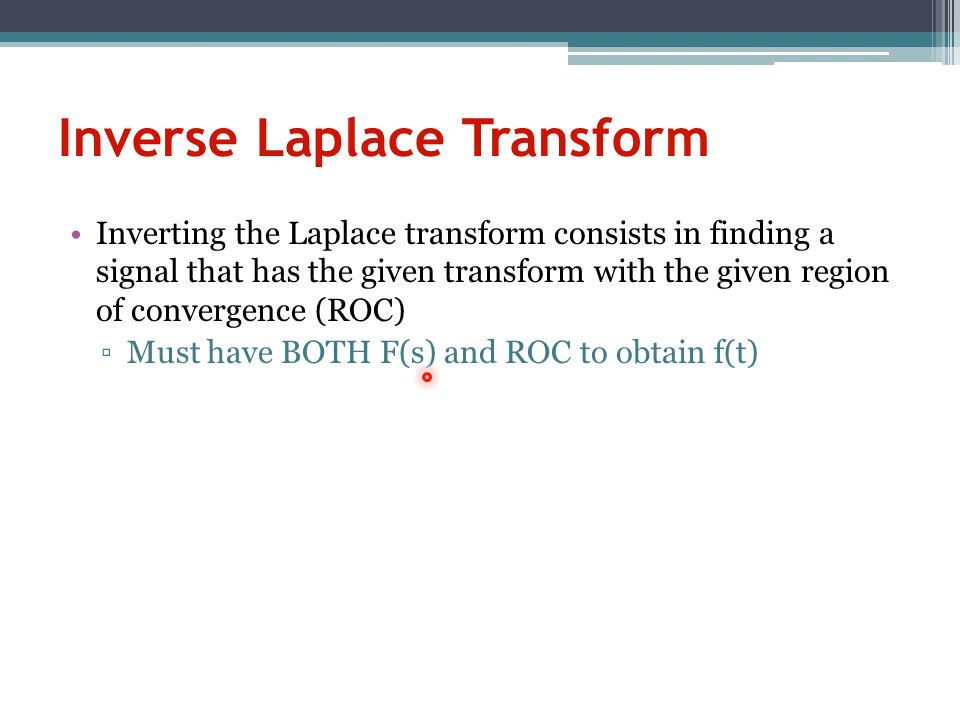 Inverse Laplace Transform
• Inverting the Laplace transform consists in finding a
signal that has the given transform with the given region
of convergence (ROC)
▫ Must have BOTH F(s) and ROC to obtain f(t)